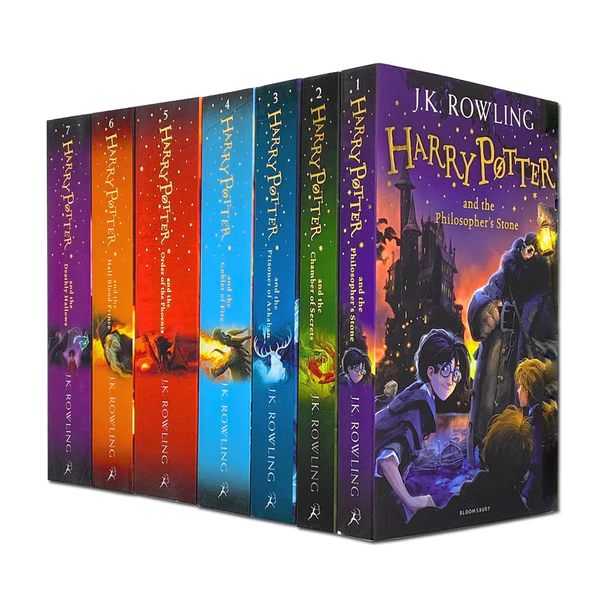 7
HARRY POTTER
and the
Deathly Hallows
J.K. ROWLING
6
HARRY POTTER
and the
Half-Blood Prince
J.K. ROWLING
5
HARRY POTTER
and the
Order of the Phoenix
J.K. ROWLING
4
HARRY POTTER
and the
Goblet of Fire
J.K. ROWLING
3
HARRY POTTER
and the
Prisoner of Azkaban
J.K. ROWLING
2
HARRY POTTER
and the
Chamber of Secrets
J.K. ROWLING
1
HARRY POTTER
and the
Philosopher's Stone
J.K. ROWLING
J.K. ROWLING
HARRY POTTER
and the
Philosopher's Stone
BLOOMSBURY